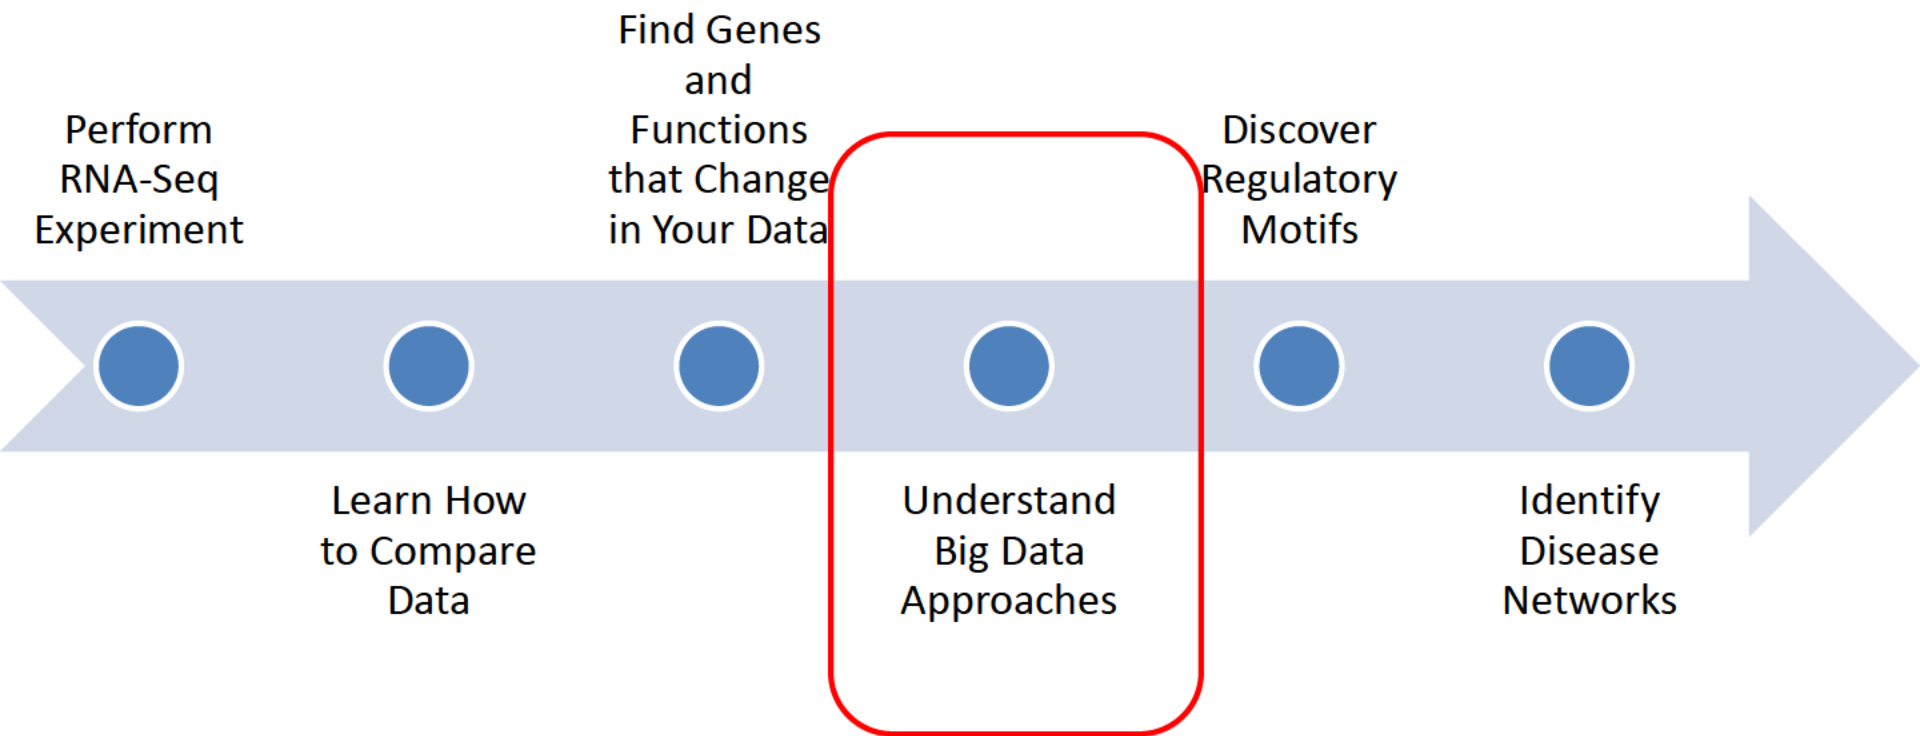 Perform
RNA-Seq
Experiment
Learn How
to Compare
Data
Find Genes
and
Functions
that Change
in Your Data
Understand
Big Data
Approaches
Discover
Regulatory
Motifs
Identify
Disease
Networks